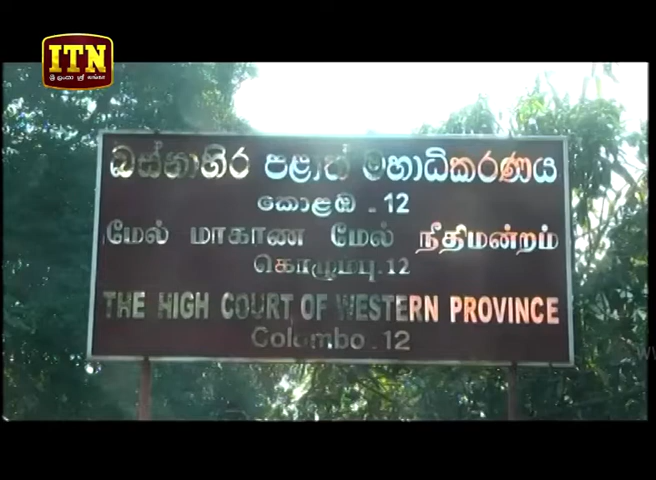 ITN
බස්නාහිර පළාත් මහාධිකරණය
කොළඹ - 12
மேல் மாகாண மேல் நீதிமன்றம்
கொழும்பு - 12
THE HIGH COURT OF WESTERN PROVINCE
COLOMBO - 12